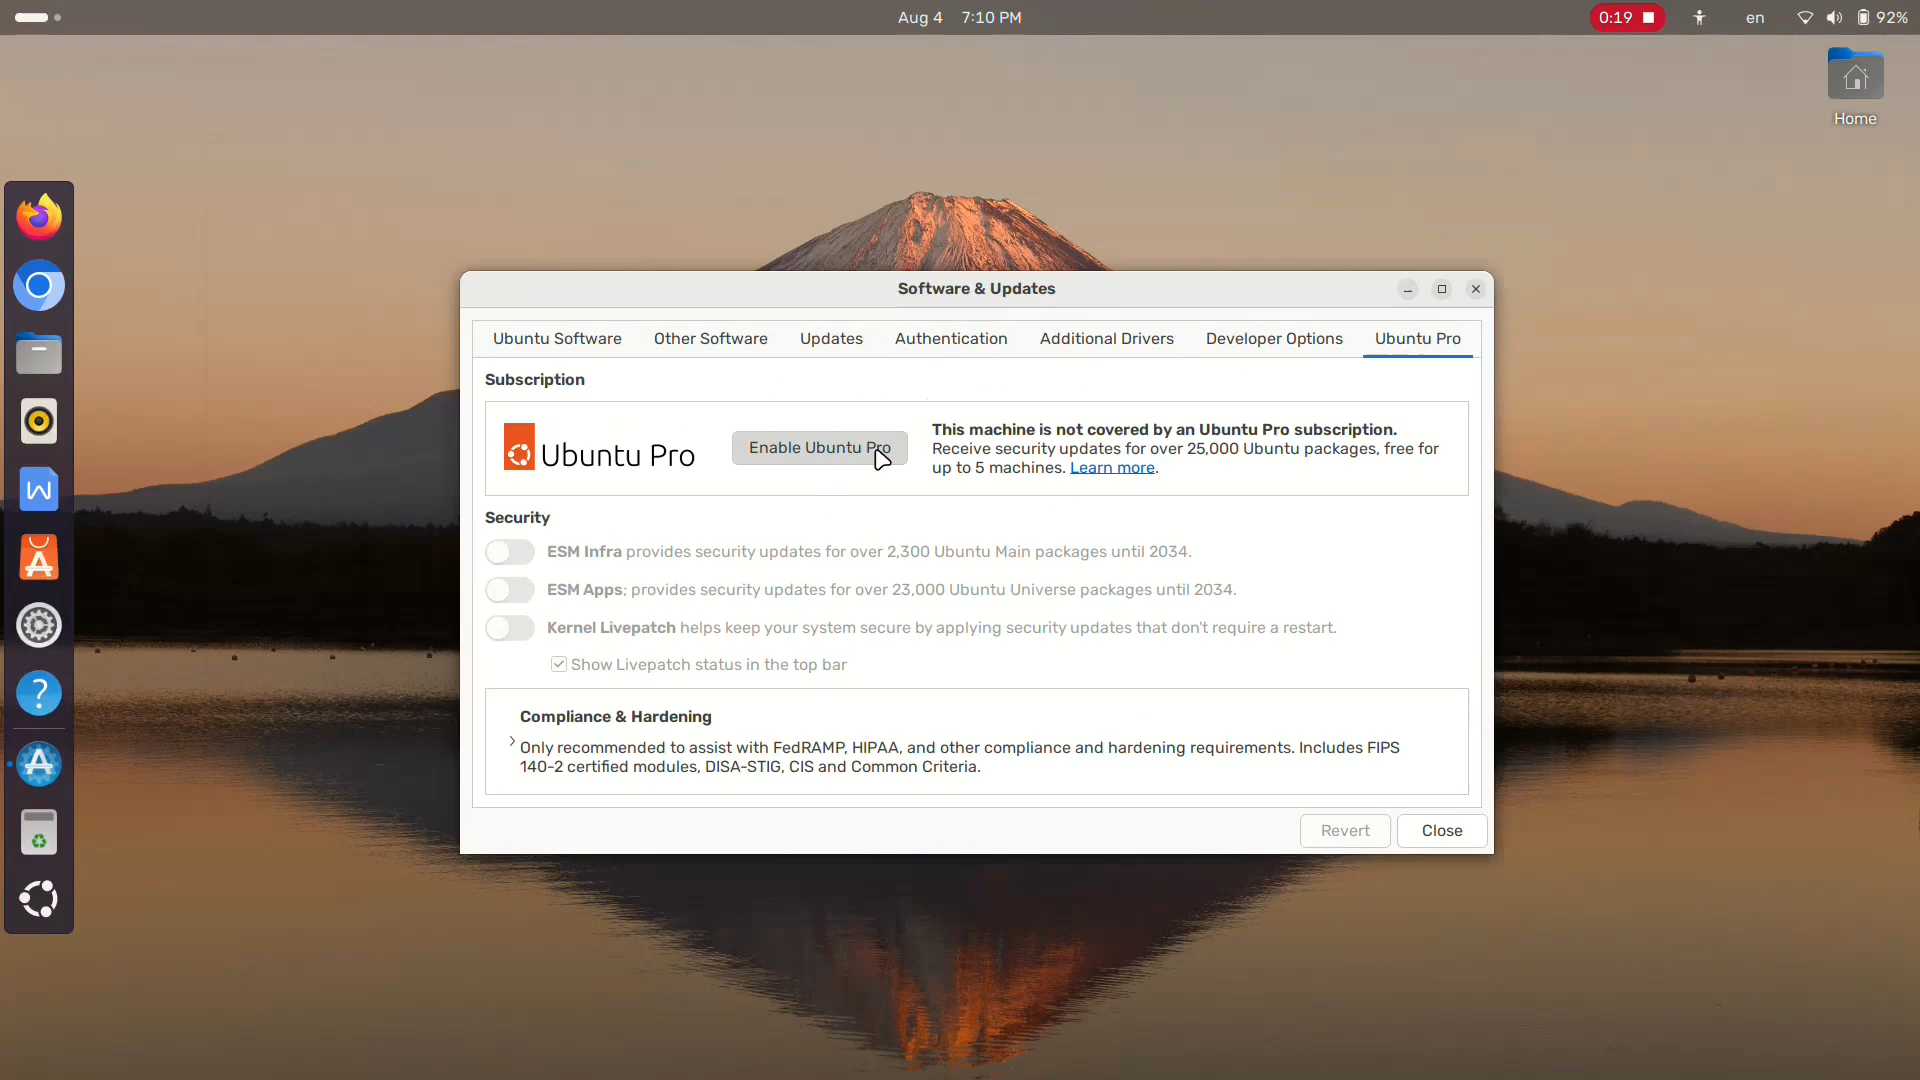 Aug 4 7:10 PM
0:19
en
92%
Home
Software & Updates
Ubuntu Software
Other Software
Updates
Authentication
Additional Drivers
Developer Options
Ubuntu Pro
Subscription
Ubuntu Pro
Enable Ubuntu Pro
This machine is not covered by an Ubuntu Pro subscription.
Receive security updates for over 25,000 Ubuntu packages, free for
up to 5 machines. Learn more.
Security
ESM Infra provides security updates for over 2,300 Ubuntu Main packages until 2034.
ESM Apps; provides security updates for over 23,000 Ubuntu Universe packages until 2034.
Kernel Livepatch helps keep your system secure by applying security updates that don't require a restart.
Show Livepatch status in the top bar
Compliance & Hardening
Only recommended to assist with FedRAMP, HIPAA, and other compliance and hardening requirements. Includes FIPS
140-2 certified modules, DISA-STIG, CIS and Common Criteria.
Revert
Close